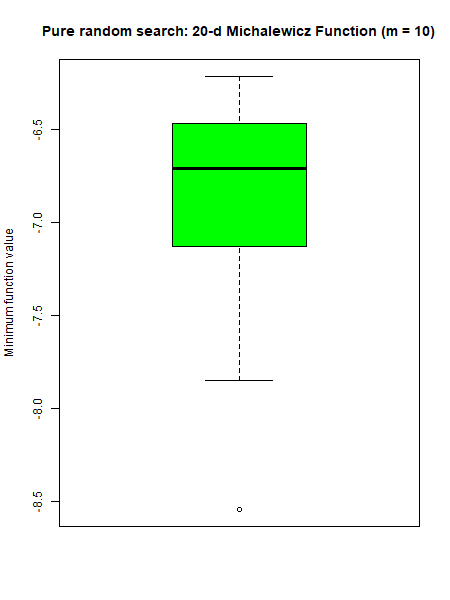 Pure random search: 20-d Michalewicz Function (m = 10)
Minimum function value
-6.5
-7.0
-7.5
-8.0
-8.5